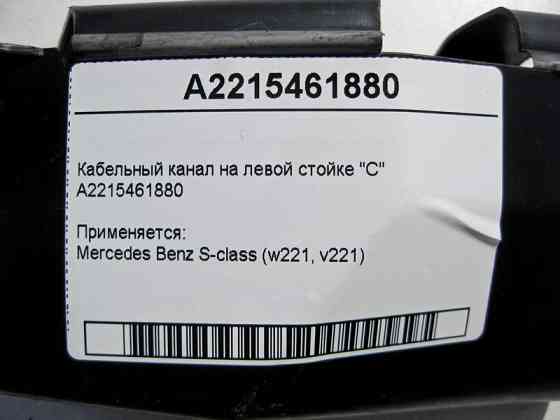 A2215461880
Кабельный канал на левой стойке "C"
A2215461880
Применяется:
Mercedes Benz S-class (w221, v221)